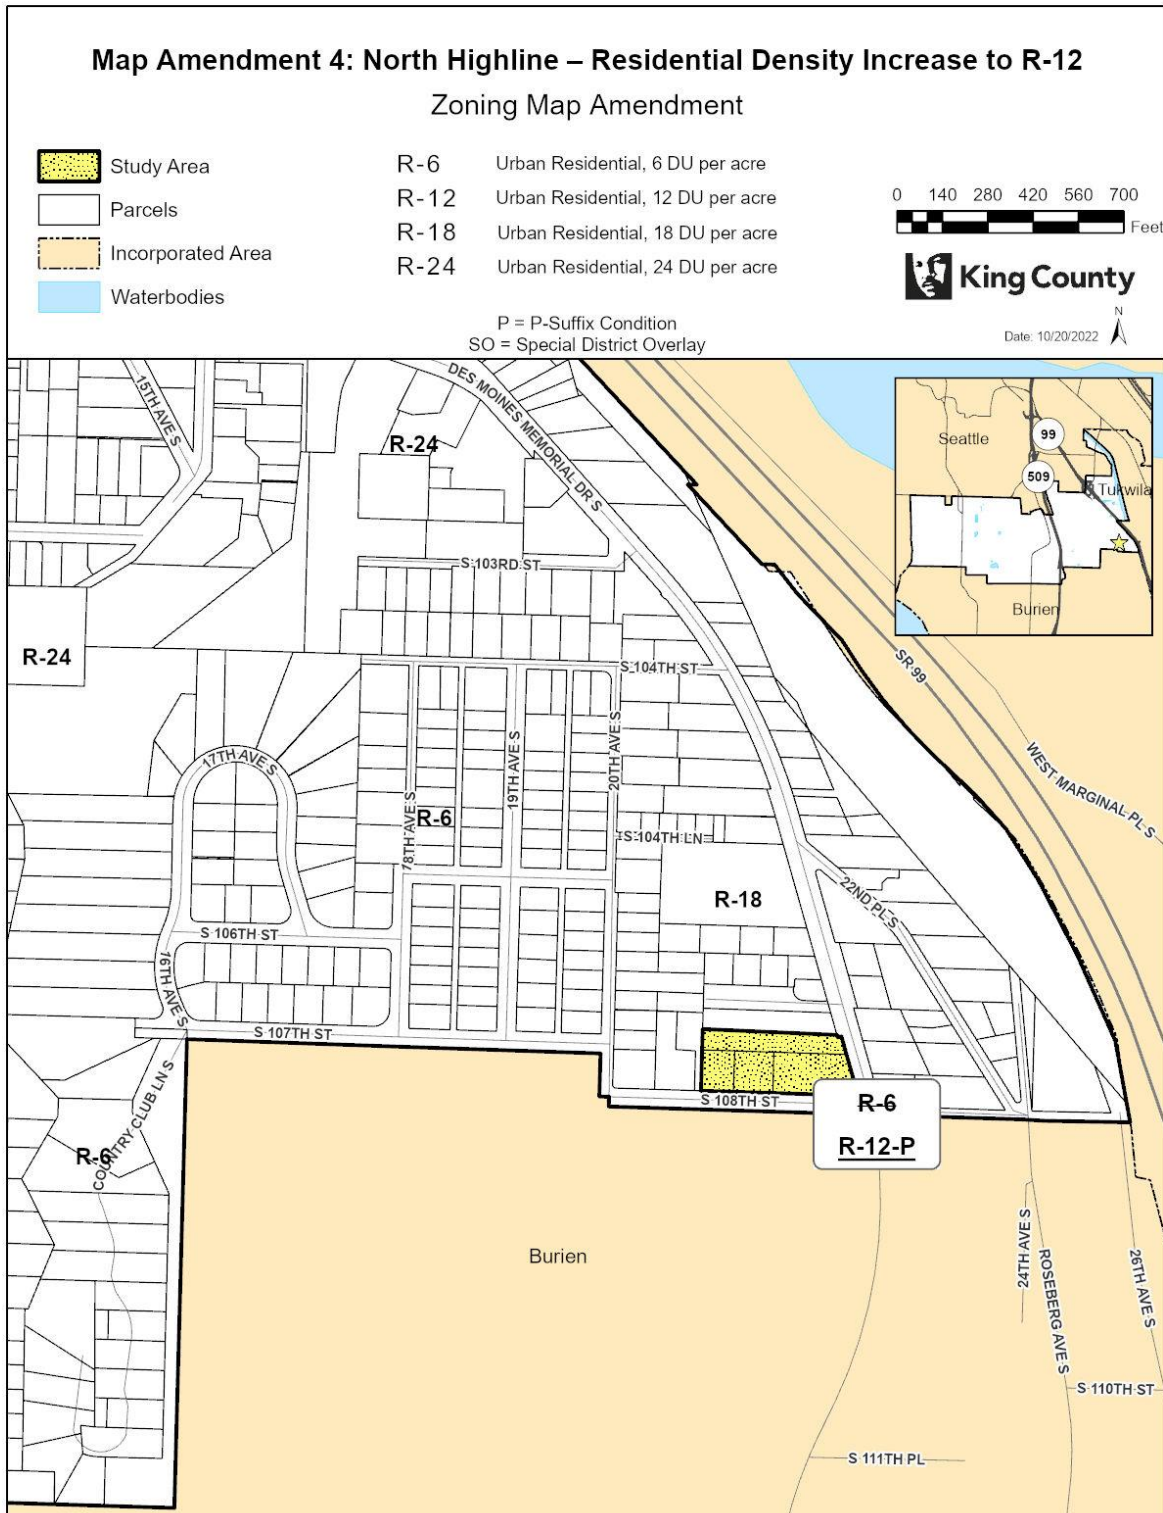 Map Amendment 4: North Highline – Residential Density Increase to R-12
Zoning Map Amendment
Study Area
Parcels
Incorporated Area
Waterbodies
R-6 Urban Residential, 6 DU per acre
R-12 Urban Residential, 12 DU per acre
R-18 Urban Residential, 18 DU per acre
R-24 Urban Residential, 24 DU per acre
P = P-Suffix Condition
SO = Special District Overlay
0 140 280 420 560 700
Feet
King County
N
Date: 10/20/2022
15TH AVE S
DES MOINES MEMORIAL DR S
R-24
Seattle
99
509
Tukwila
Burien
S 103RD ST
R-24
S 104TH ST
SR 99
17TH AVE S
18TH AVE S
19TH AVE S
20TH AVE S
WEST MARGINAL PL S
R-6
S 104TH LN
R-18
22ND PL S
S 106TH ST
16TH AVE S
S 107TH ST
S 108TH ST
R-6
R-12-P
COUNTRY CLUB LN S
R-6
Burien
24TH AVE S
ROSEBERG AVE S
26TH AVE S
S 110TH ST
S 111TH PL